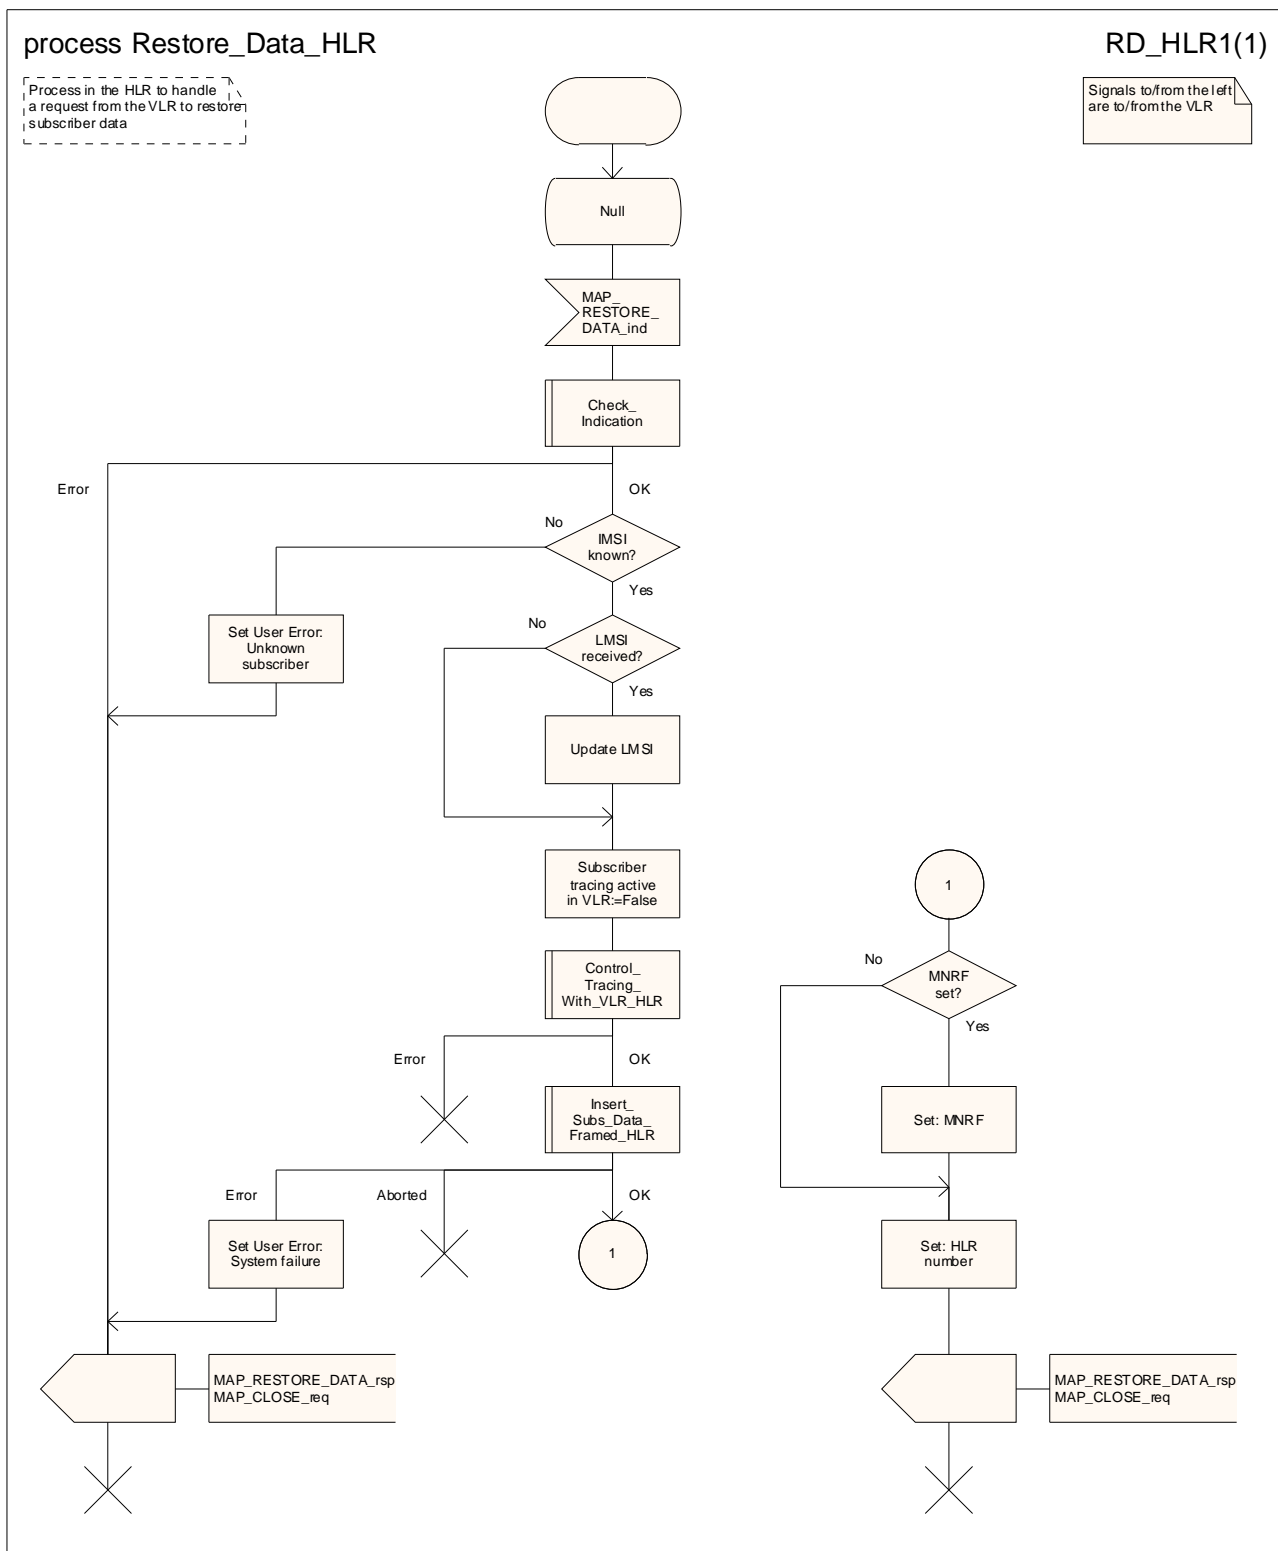 process Restore_Data_HLR
RD_HLR1(1)
Process in the HLR to handle
a request from the VLR to restore
subscriber data
Signals to/from the left
are to/from the VLR
Null
MAP_
RESTORE_
DATA_ind
Check_
Indication
Error
OK
No
IMSI
known?
Yes
Set User Error:
Unknown
subscriber
No
LMSI
received?
Yes
Update LMSI
Subscriber
tracing active
in VLR:=False
Control_
Tracing_
With_VLR_HLR
Error
OK
Insert_
Subs_Data_
Framed_HLR
Error
Aborted
OK
Set User Error:
System failure
1
MAP_RESTORE_DATA_rsp
MAP_CLOSE_req
1
No
MNRF
set?
Yes
Set: MNRF
Set: HLR
number
MAP_RESTORE_DATA_rsp
MAP_CLOSE_req